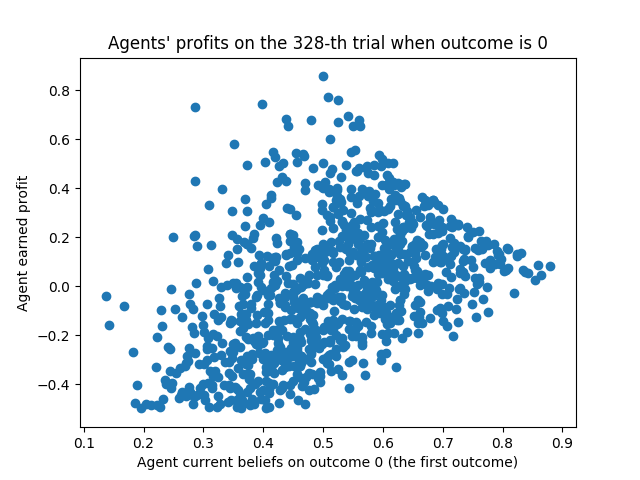 Agents' profits on the 328-th trial when outcome is 0
0.8
0.6
0.4
0.2
0.0
−0.2
−0.4
Agent earned profit
0.1 0.2 0.3 0.4 0.5 0.6 0.7 0.8 0.9
Agent current beliefs on outcome 0 (the first outcome)